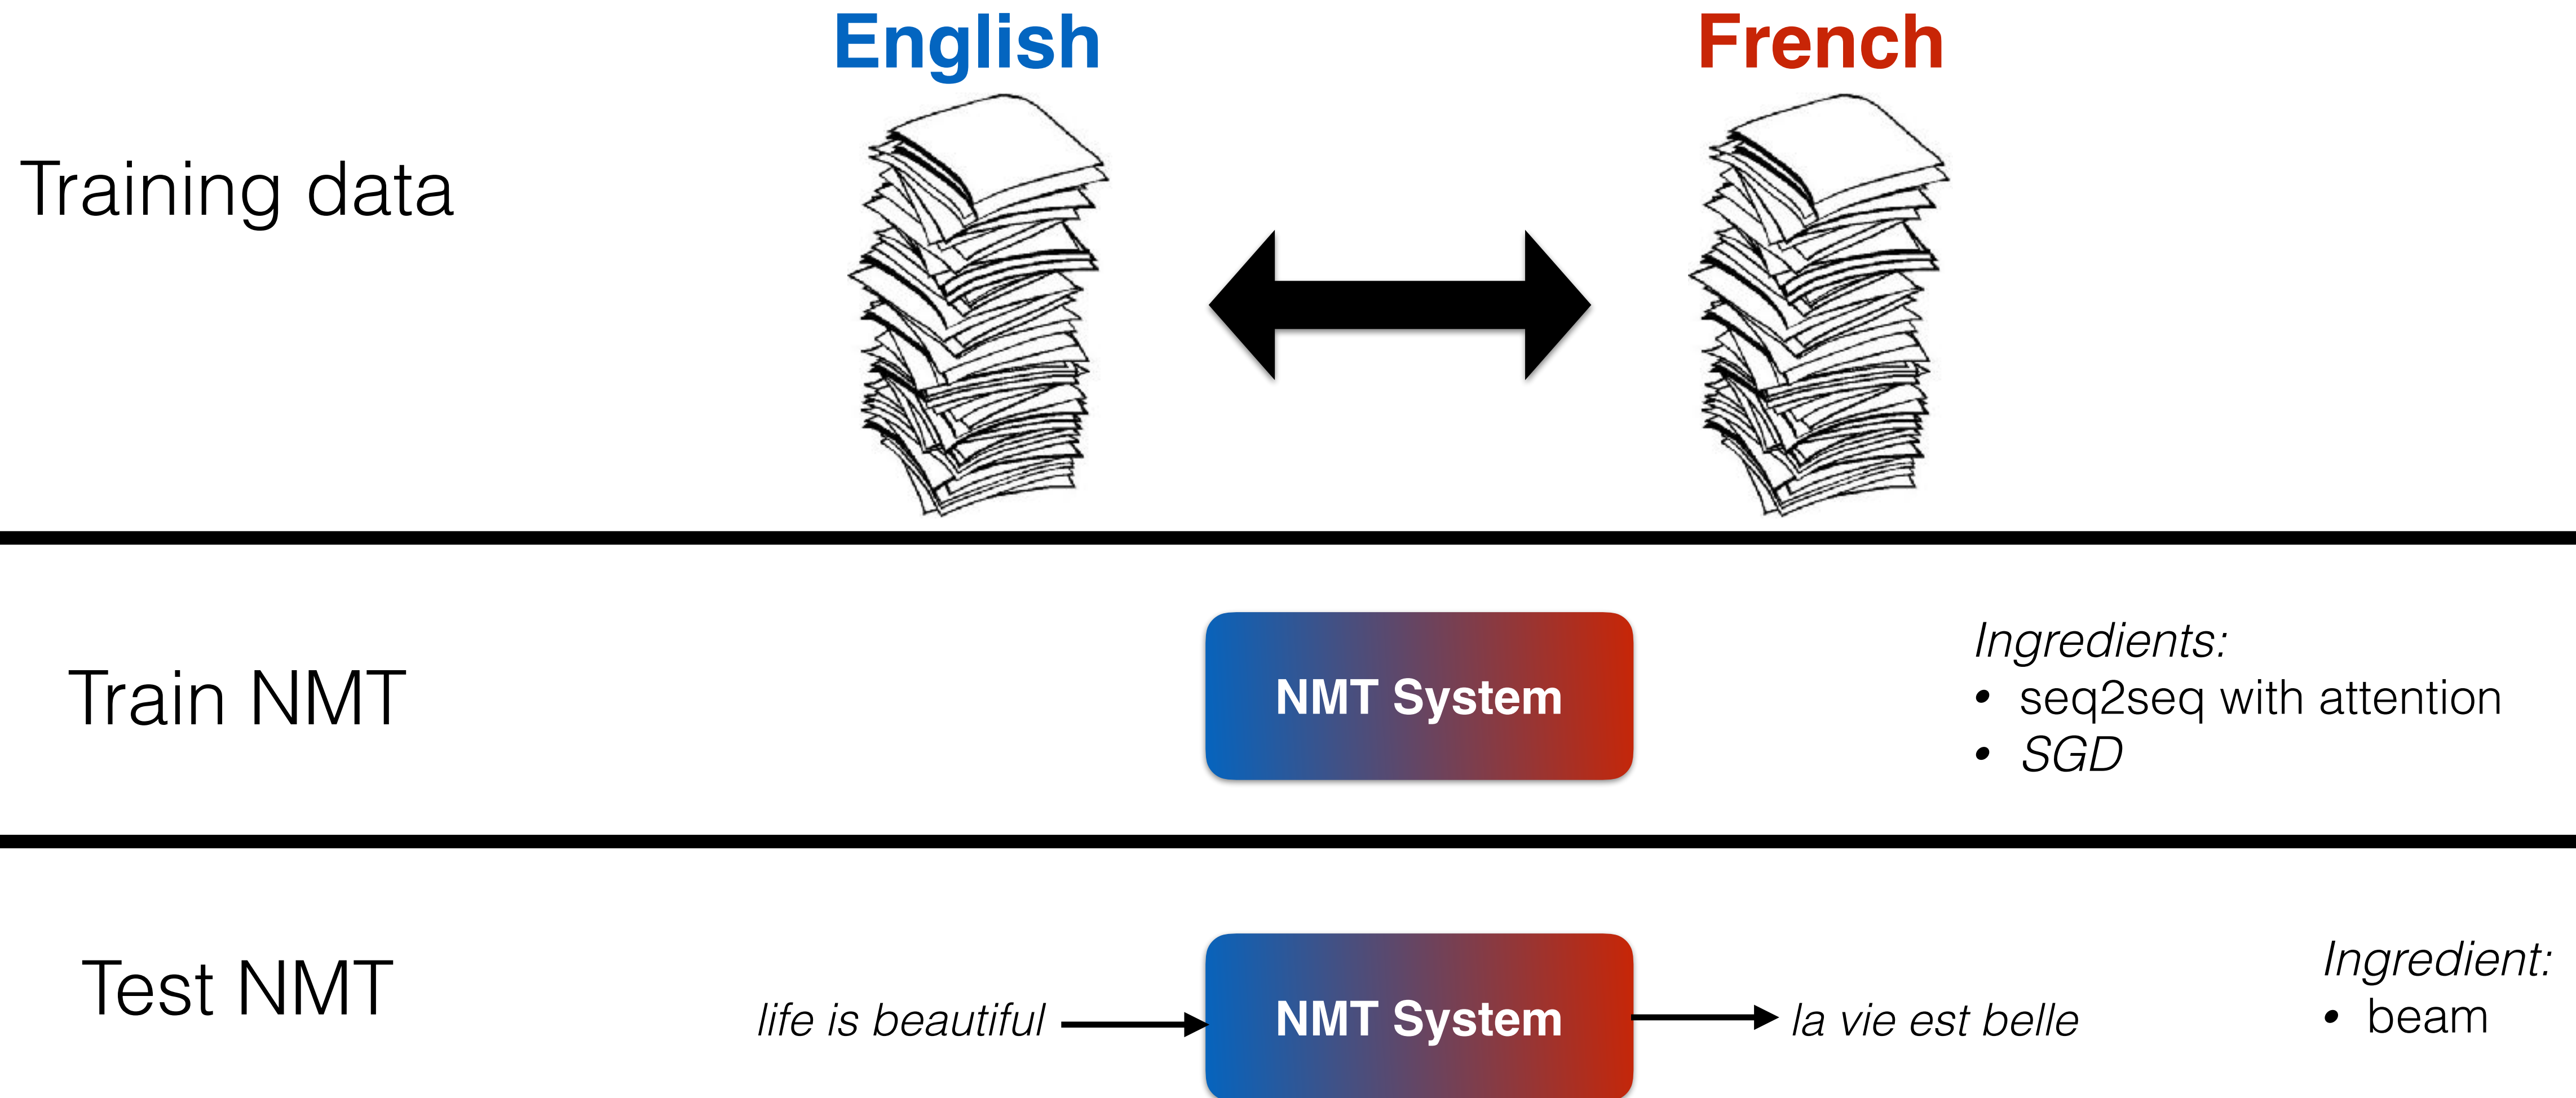 English
French
Training data
Train NMT
NMT System
Ingredients:
• seq2seq with attention
• SGD
Test NMT
life is beautiful
NMT System
la vie est belle
Ingredient:
• beam